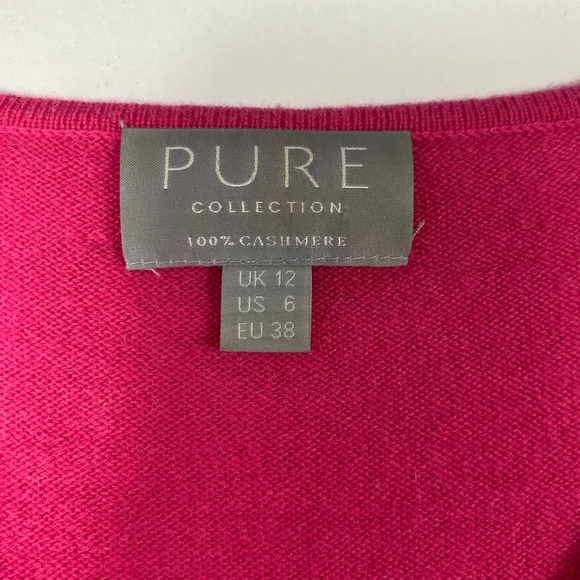 PURE
COLLECTION
100% CASHMERE
UK 12
US 6
EU 38